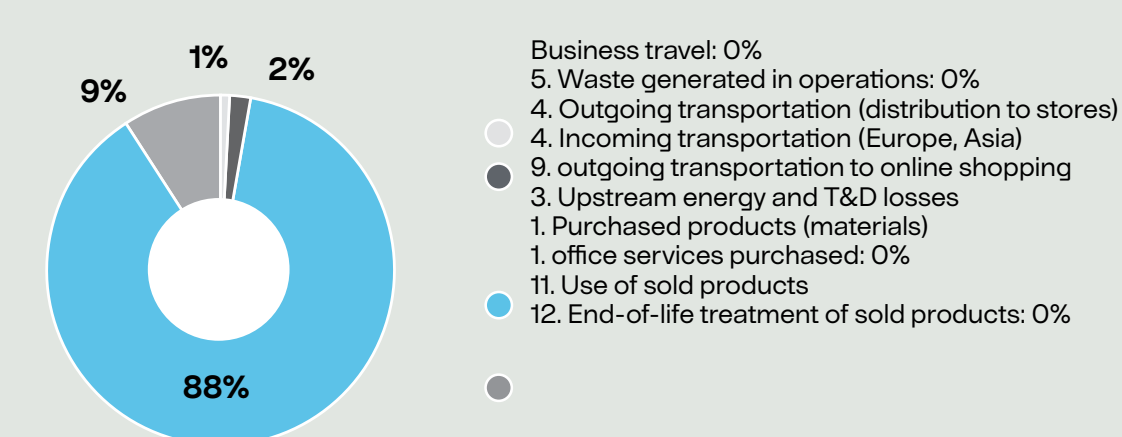 1%
2%
9%
88%
Business travel: 0%
5. Waste generated in operations: 0%
4. Outgoing transportation (distribution to stores)
4. Incoming transportation (Europe, Asia)
9. outgoing transportation to online shopping
3. Upstream energy and T&D losses
1. Purchased products (materials)
1. office services purchased: 0%
11. Use of sold products
12. End-of-life treatment of sold products: 0%